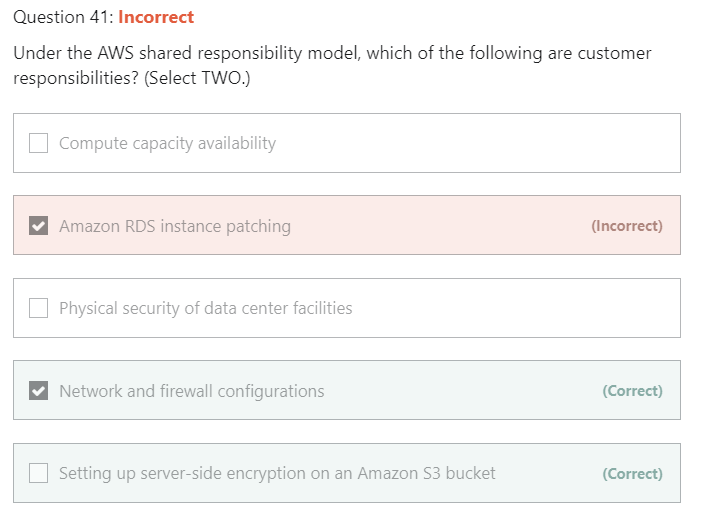 Question 41: Incorrect
Under the AWS shared responsibility model, which of the following are customer
responsibilities? (Select TWO.)
Compute capacity availability
Amazon RDS instance patching (Incorrect)
Physical security of data center facilities
Network and firewall configurations (Correct)
Setting up server-side encryption on an Amazon S3 bucket (Correct)